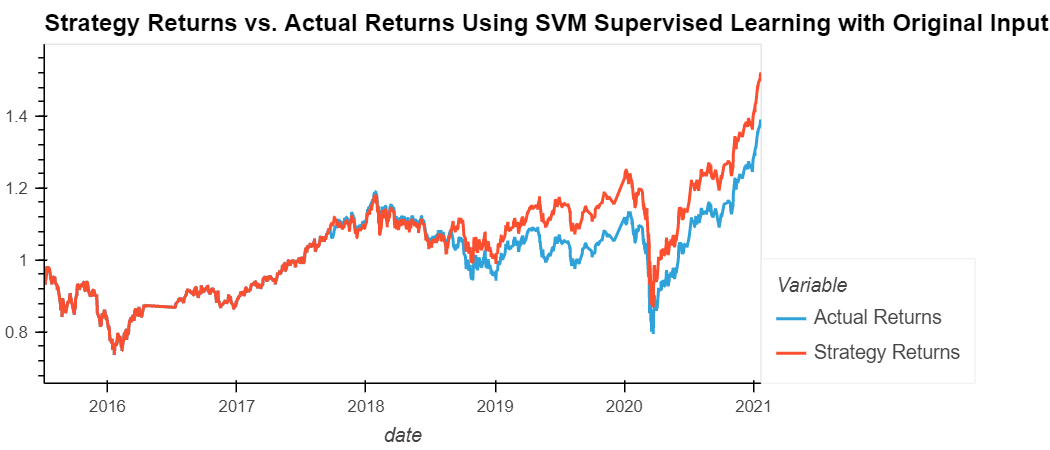 Strategy Returns vs. Actual Returns Using SVM Supervised Learning with Original Input
1.4
1.2
1
0.8
Variable
Actual Returns
Strategy Returns
2016 2017 2018 2019 2020 2021
date